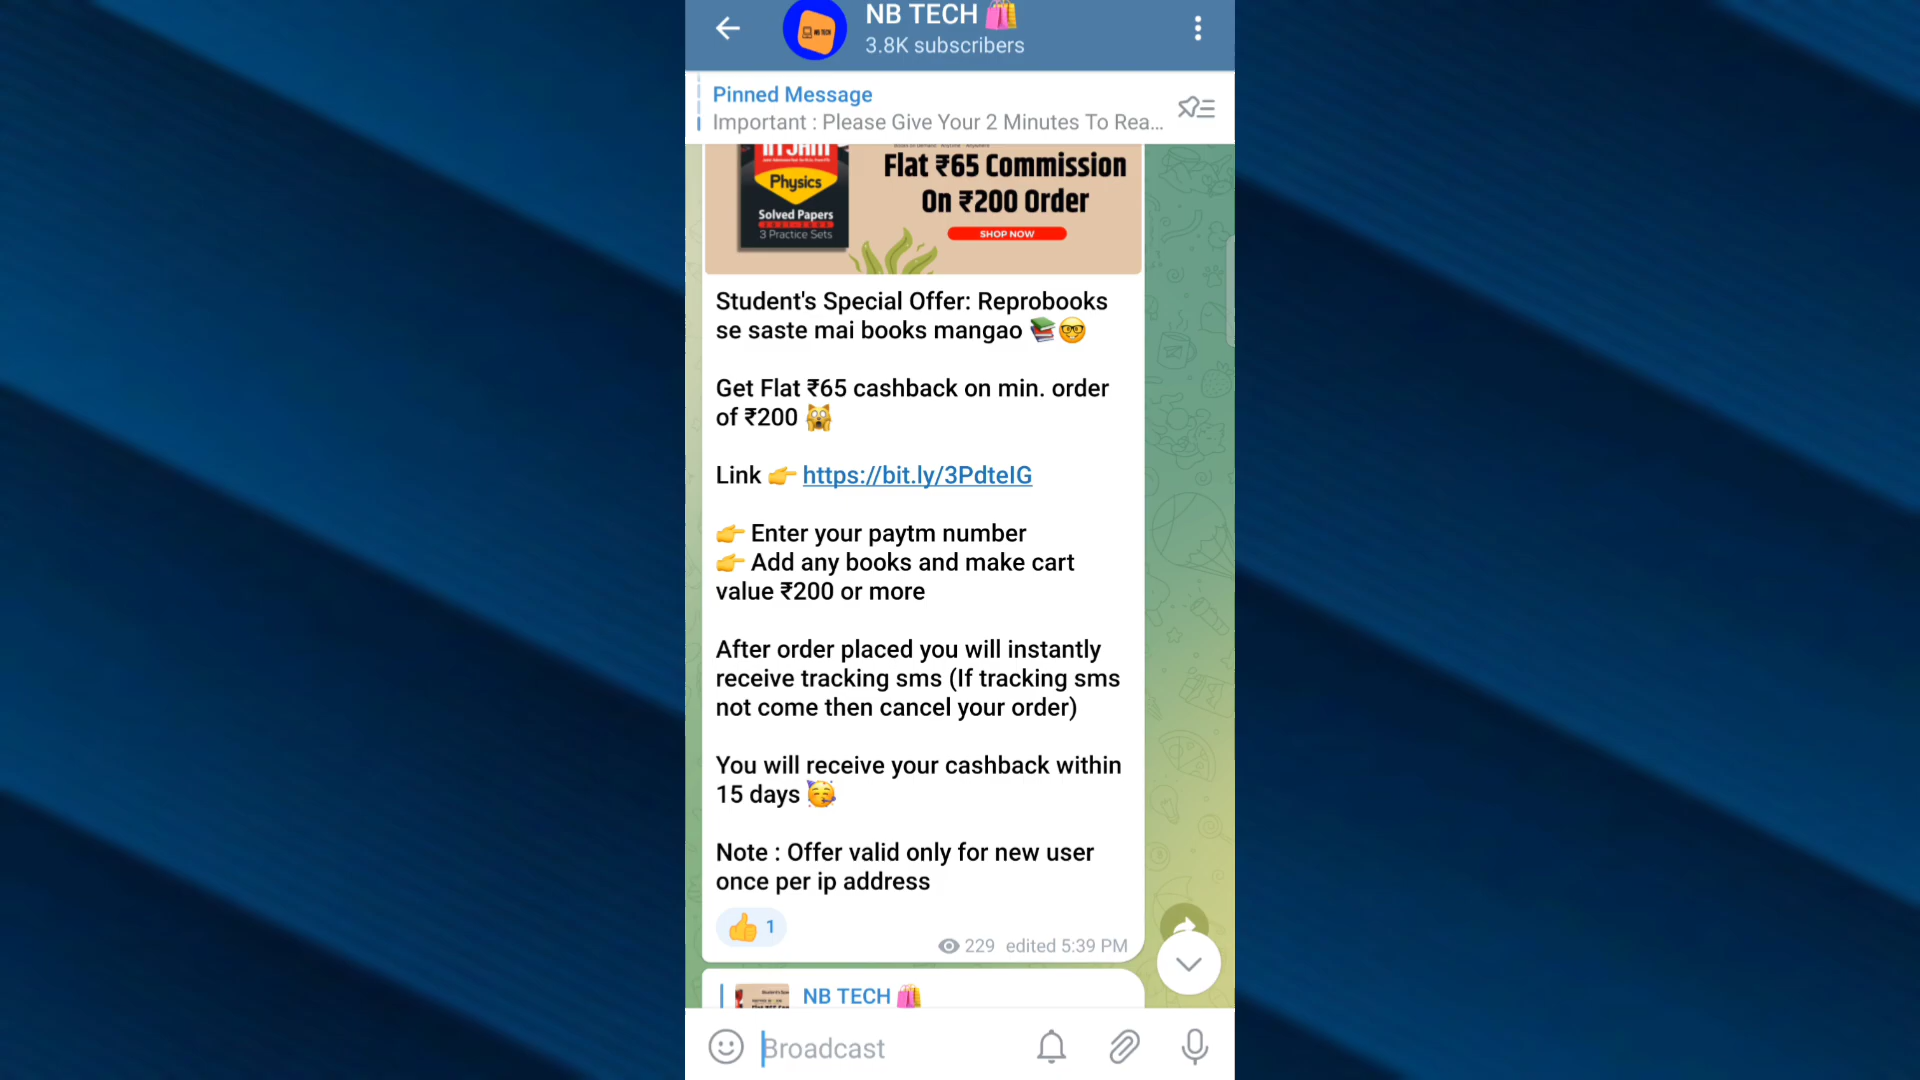 NB TECH 🛍️
3.8K subscribers
NB TECH
Pinned Message
Important : Please Give Your 2 Minutes To Rea...
Physics
Solved Papers
3 Practice Sets
Flat ₹65 Commission
On ₹200 Order
SHOP NOW
Student's Special Offer: Reprobooks
se saste mai books mangao 📚🤓
Get Flat ₹65 cashback on min. order
of ₹200 🙀
Link 👉 https://bit.ly/3PdteIG
👉 Enter your paytm number
👉 Add any books and make cart
value ₹200 or more
After order placed you will instantly
receive tracking sms (If tracking sms
not come then cancel your order)
You will receive your cashback within
15 days 🥳
Note : Offer valid only for new user
once per ip address
👍 1
229 edited 5:39 PM
NB TECH 🛍️
Broadcast